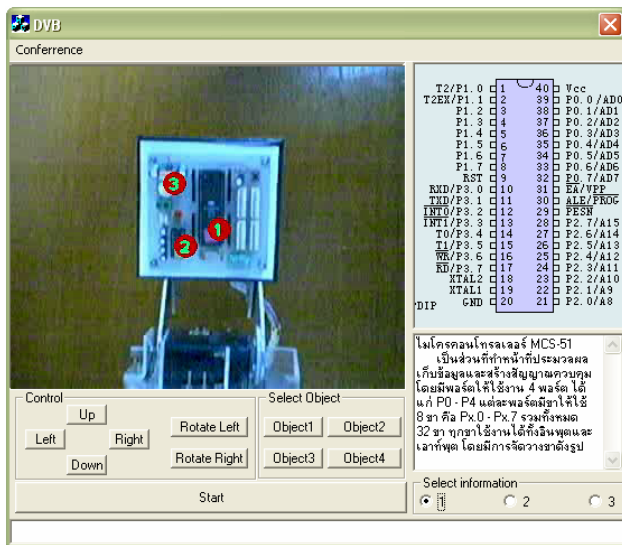 DVB
Conferrence
3
1
2
T2/P1.0 1 40 Vcc
T2EX/P1.1 2 39 P0.0/AD0
P1.2 3 38 P0.1/AD1
P1.3 4 37 P0.2/AD2
P1.4 5 36 P0.3/AD3
P1.5 6 35 P0.4/AD4
P1.6 7 34 P0.5/AD5
P1.7 8 33 P0.6/AD6
RST 9 32 P0.7/AD7
RXD/P3.0 10 31 EA/VPP
TXD/P3.1 11 30 ALE/PROG
INT0/P3.2 12 29 PESN
INT1/P3.3 13 28 P2.7/A15
T0/P3.4 14 27 P2.6/A14
T1/P3.5 15 26 P2.5/A13
WR/P3.6 16 25 P2.4/A12
RD/P3.7 17 24 P2.3/A11
XTAL2 18 23 P2.2/A10
XTAL1 19 22 P2.1/A9
GND 20 21 P2.0/A8
PDIP
ไมโครคอนโทรลเลอร์ MCS-51
เป็นส่วนที่ทำหน้าที่ประมวลผล
เก็บข้อมูลและสร้างสัญญาณควบคุม
โดยมีพอร์ตให้ใช้งาน 4 พอร์ต ได้
แก่ P0 - P4 แต่ละพอร์ตมีขาให้ใช้
8 ขา คือ Px.0 - Px.7 รวมทั้งหมด
32 ขา ทุกขาใช้งานได้ทั้งอินพุตและ
เอาท์พุต โดยมีการจัดวางขาดังรูป
Control
Up
Left
Right
Down
Rotate Left
Rotate Right
Select Object
Object1 Object2
Object3 Object4
Start
Select information
1 2 3